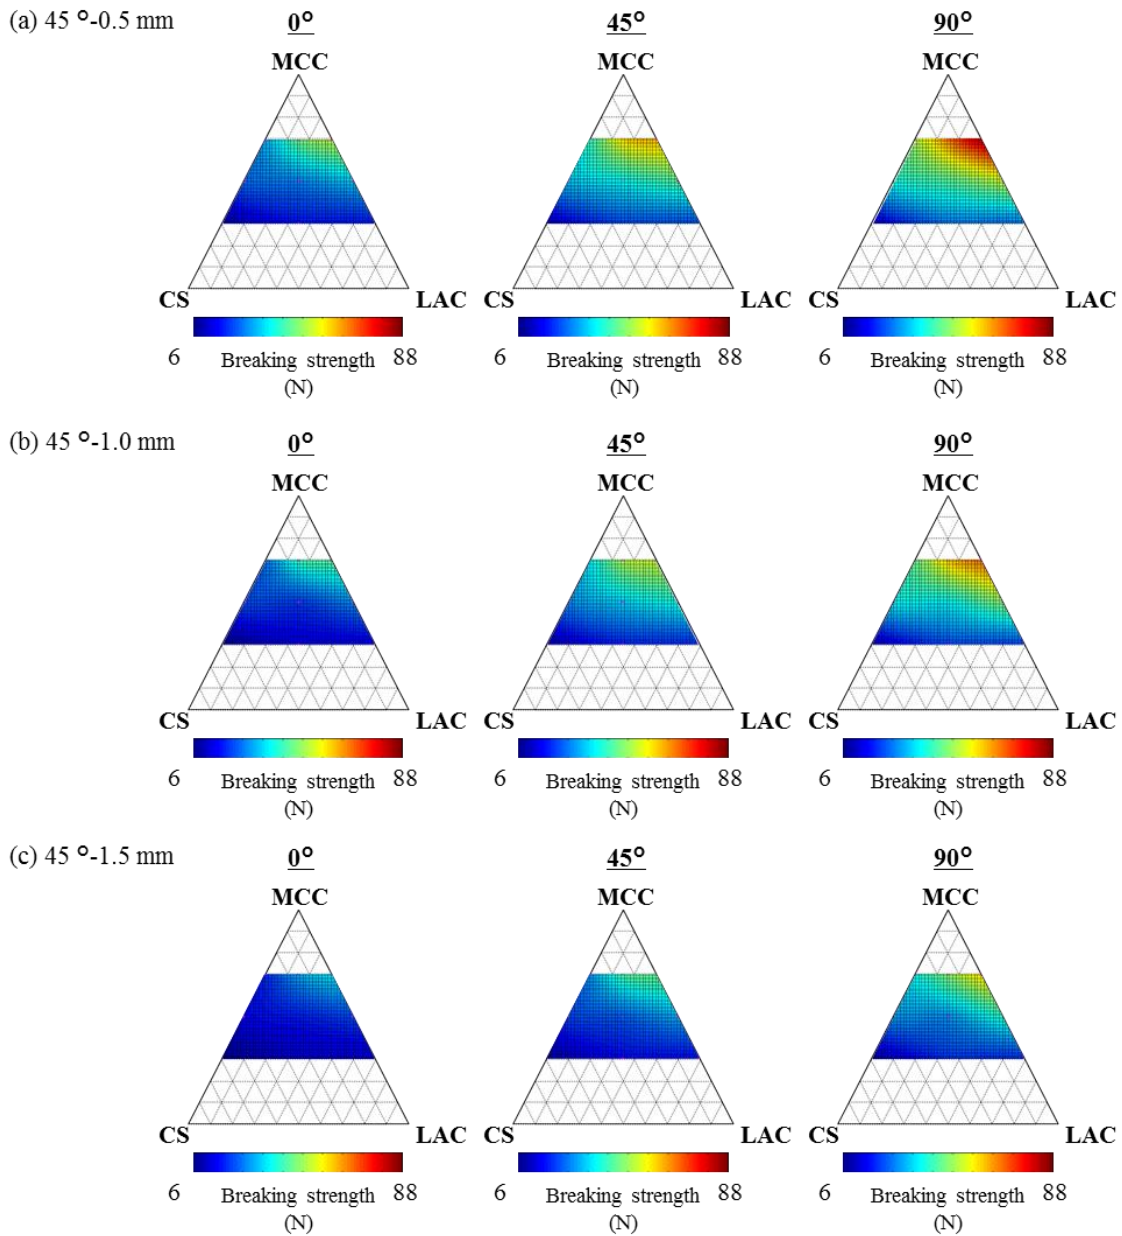 (a) 45 °-0.5 mm 0° 45° 90°
MCC MCC MCC
CS LAC CS LAC CS LAC
6 Breaking strength 88 6 Breaking strength 88 6 Breaking strength 88
(N) (N) (N)
(b) 45 °-1.0 mm 0° 45° 90°
MCC MCC MCC
CS LAC CS LAC CS LAC
6 Breaking strength 88 6 Breaking strength 88 6 Breaking strength 88
(N) (N) (N)
(c) 45 °-1.5 mm 0° 45° 90°
MCC MCC MCC
CS LAC CS LAC CS LAC
6 Breaking strength 88 6 Breaking strength 88 6 Breaking strength 88
(N) (N) (N)